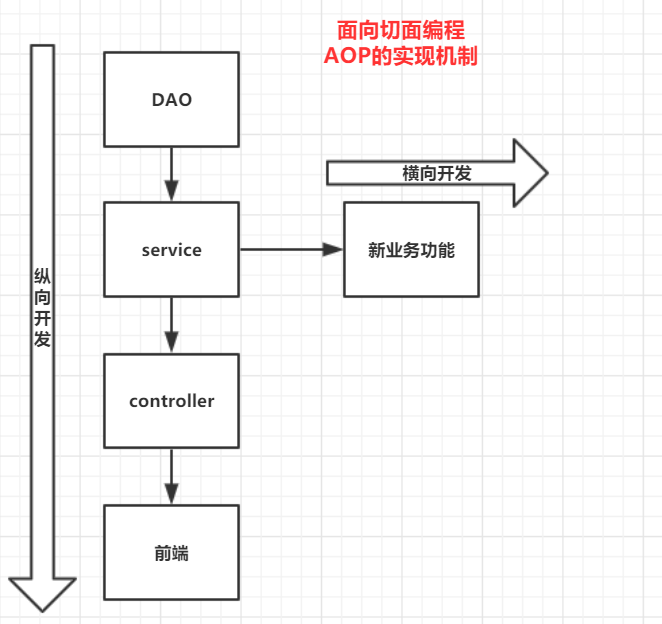 面向切面编程
AOP的实现机制
DAO
横向开发
service
新业务功能
纵向开发
controller
前端